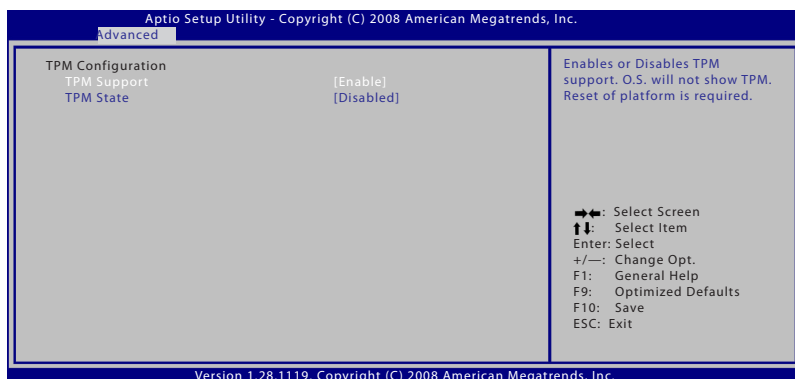 Aptio Setup Utility - Copyright (C) 2008 American Megatrends, Inc.
Advanced
TPM Configuration
TPM Support [Enable]
TPM State [Disabled]
Enables or Disables TPM
support. O.S. will not show TPM.
Reset of platform is required.
➡⬅: Select Screen
⬆⬇: Select Item
Enter: Select
+/—: Change Opt.
F1: General Help
F9: Optimized Defaults
F10: Save
ESC: Exit
Version 1.28.1119. Copyright (C) 2008 American Megatrends, Inc.